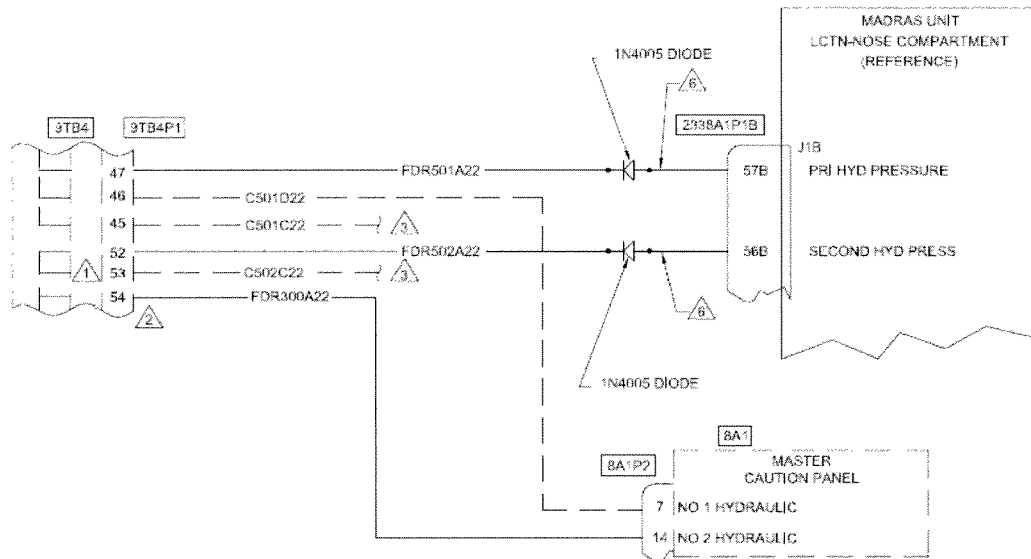 MADRAS UNIT
LCTN-NOSE COMPARTMENT
(REFERENCE)
1N4005 DIODE
6
9TB4
9TB4P1
2338A1P1B
J1B
47
FDR501A22
57B
PRI HYD PRESSURE
46
C501D22
45
C501C22
3
52
FDR502A22
56B
SECOND HYD PRESS
1
53
C502C22
3
54
FDR300A22
2
6
1N4005 DIODE
8A1
8A1P2
MASTER
CAUTION PANEL
7
NO 1 HYDRAULIC
14
NO 2 HYDRAULIC